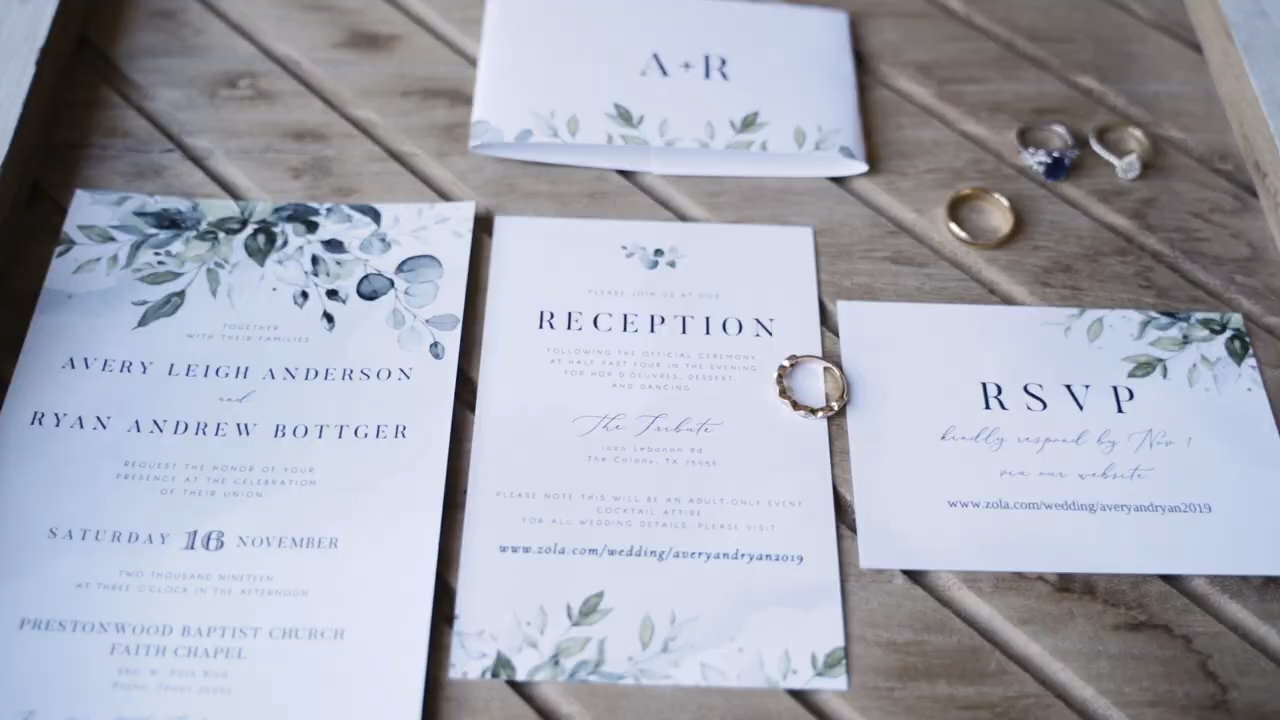 A + R
TOGETHER
WITH THEIR FAMILIES
AVERY LEIGH ANDERSON
and
RYAN ANDREW BOTTGER
REQUEST THE HONOR OF YOUR
PRESENCE AT THE CELEBRATION
OF THEIR UNION
SATURDAY 16 NOVEMBER
TWO THOUSAND NINETEEN
AT THREE O'CLOCK IN THE AFTERNOON
PRESTONWOOD BAPTIST CHURCH
FAITH CHAPEL
PLEASE JOIN US AT OUR
RECEPTION
FOLLOWING THE OFFICIAL CEREMONY
AT HALF PAST FOUR IN THE EVENING
FOR HOR D'OUVRES, DESSERT,
AND DANCING
The Tribute
1000 Lebanon Rd
The Colony, TX
PLEASE NOTE THIS WILL BE AN ADULT-ONLY EVENT
COCKTAIL ATTIRE
FOR ALL WEDDING DETAILS, PLEASE VISIT
www.zola.com/wedding/averyandryan2019
RSVP
kindly respond by Nov 1
via our website
www.zola.com/wedding/averyandryan2019